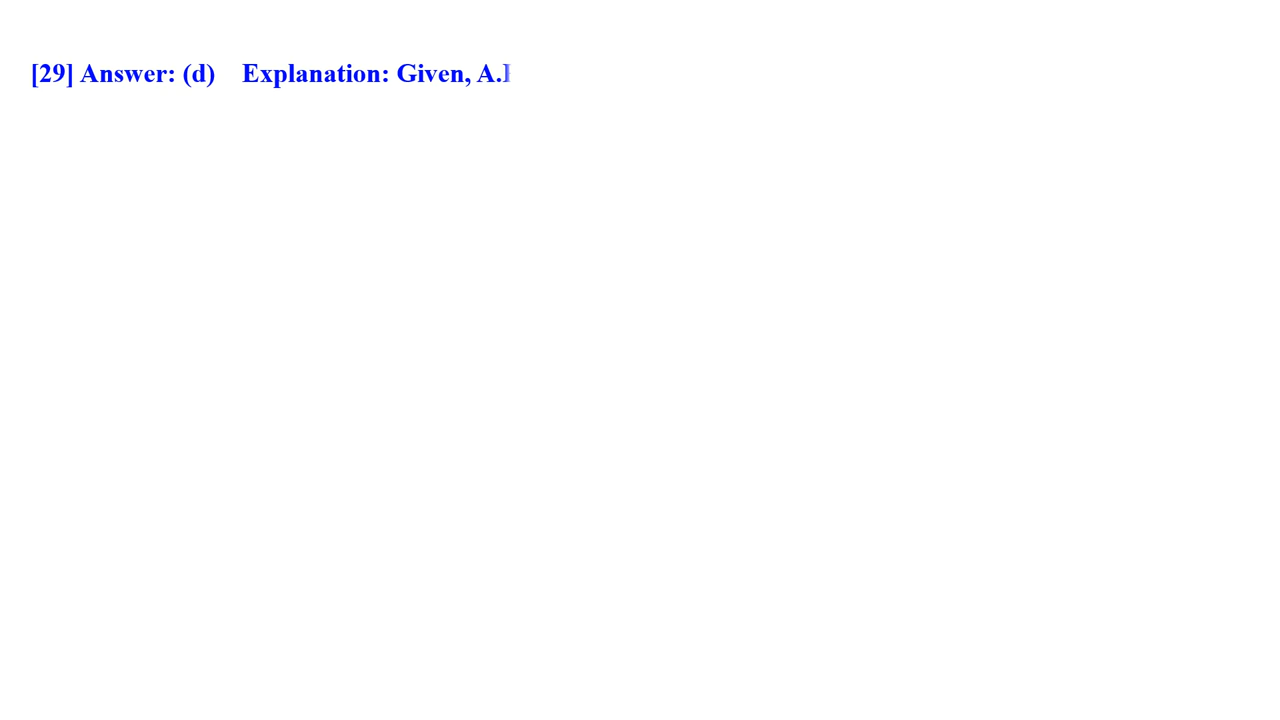 [29] Answer: (d) Explanation: Given, A.